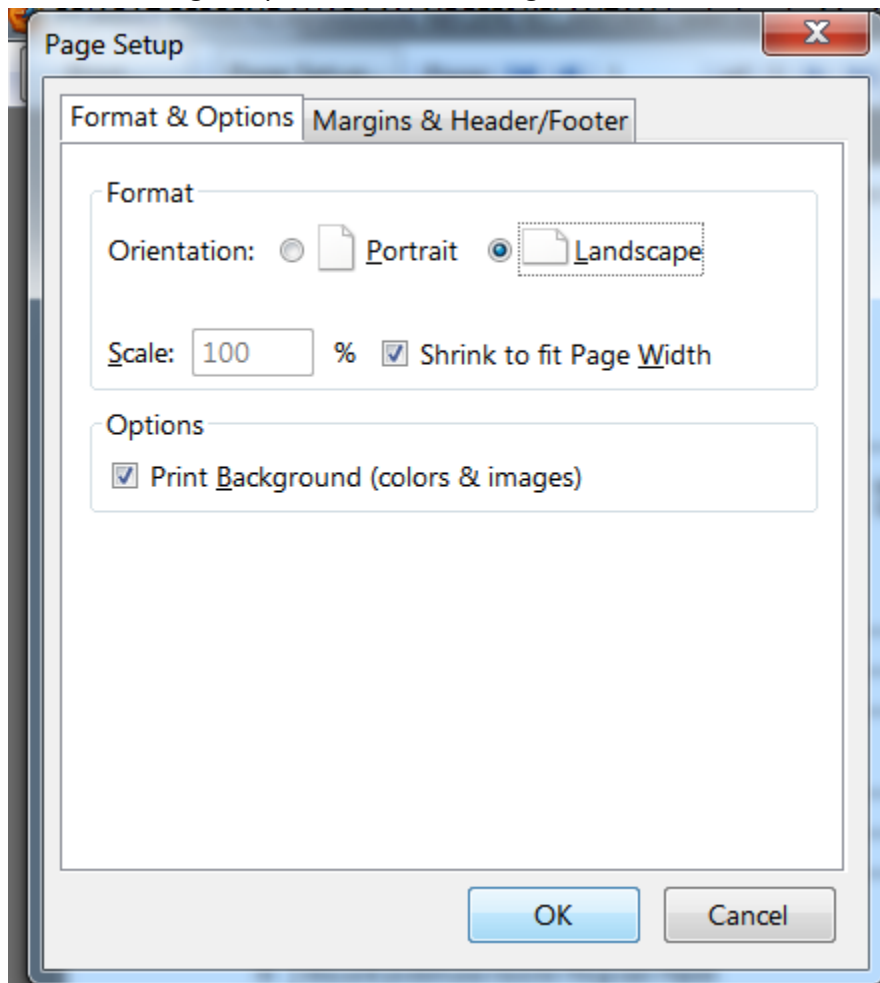 Page Setup
Format & Options Margins & Header/Footer
Format
Orientation: Portrait Landscape
Scale: 100 % Shrink to fit Page Width
Options
Print Background (colors & images)
OK Cancel